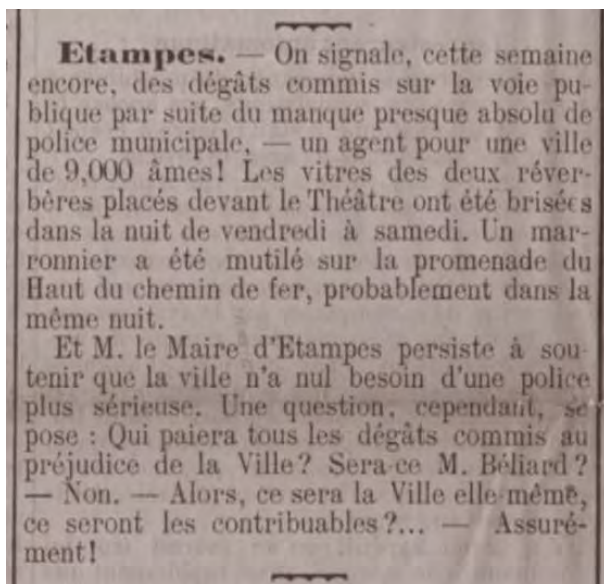 Etampes. — On signale, cette semaine
encore, des dégâts commis sur la voie pu-
blique par suite du manque presque absolu de
police municipale, — un agent pour une ville
de 9,000 âmes! Les vitres des deux réver-
bères placés devant le Théâtre ont été brisées
dans la nuit de vendredi à samedi. Un mar-
ronnier a été mutilé sur la promenade du
Haut du chemin de fer, probablement dans la
même nuit.
Et M. le Maire d'Etampes persiste à sou-
tenir que la ville n'a nul besoin d'une police
plus sérieuse. Une question, cependant, se
pose : Qui paiera tous les dégâts commis au
préjudice de la Ville? Sera-ce M. Béliard?
— Non. — Alors, ce sera la Ville elle-même,
ce seront les contribuables?... — Assuré-
ment!